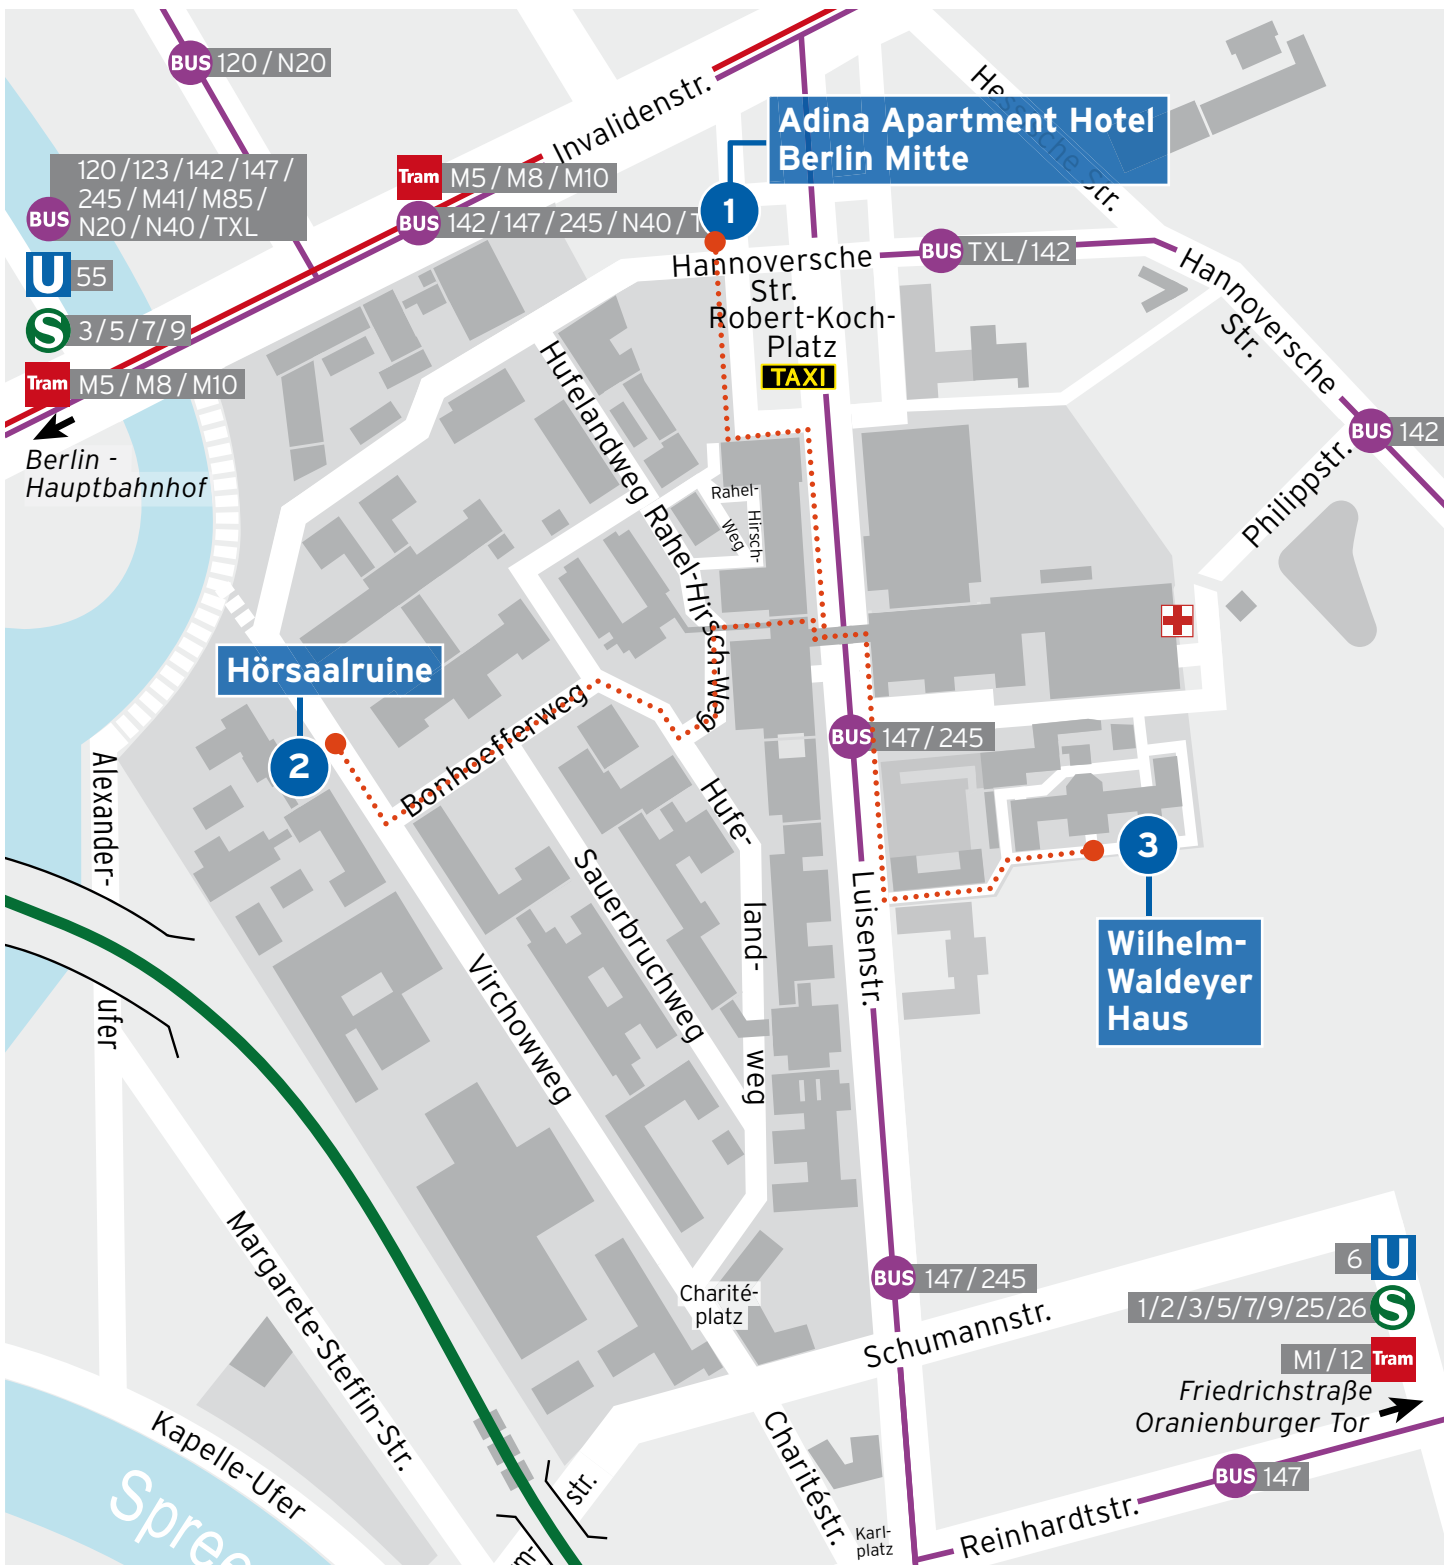 BUS 120 / N20
Invalidenstr.
Hessische Str.
Adina Apartment Hotel
Berlin Mitte
120 / 123 / 142 / 147 /
245 / M41 / M85 /
BUS N20 / N40 / TXL
Tram M5 / M8 / M10
BUS 142 / 147 / 245 / N40 /
1
U 55
S 3/5/7/9
Tram M5 / M8 / M10
Berlin -
Hauptbahnhof
Hannoversche
Str.
BUS TXL / 142
Hannoversche
Str.
Robert-Koch-
Platz
TAXI
BUS 142
Philippstr.
Hufelandweg
Rahel-Hirsch-Weg
Rahel-
Hirsch-
Weg
Hörsaalruine
2
Bonhoefferweg
BUS 147 / 245
Alexander-
ufer
Hufe-
land-
weg
Sauerbruchweg
Virchowweg
Luisenstr.
3
Wilhelm-
Waldeyer
Haus
Margarete-Steffin-Str.
Charité-
platz
BUS 147 / 245
Schumannstr.
6 U
1/2/3/5/7/9/25/26 S
M1 / 12 Tram
Friedrichstraße
Oranienburger Tor
Kapelle-Ufer
Spree
str.
m-
Charitéstr.
Karl-
platz
Reinhardtstr.
BUS 147